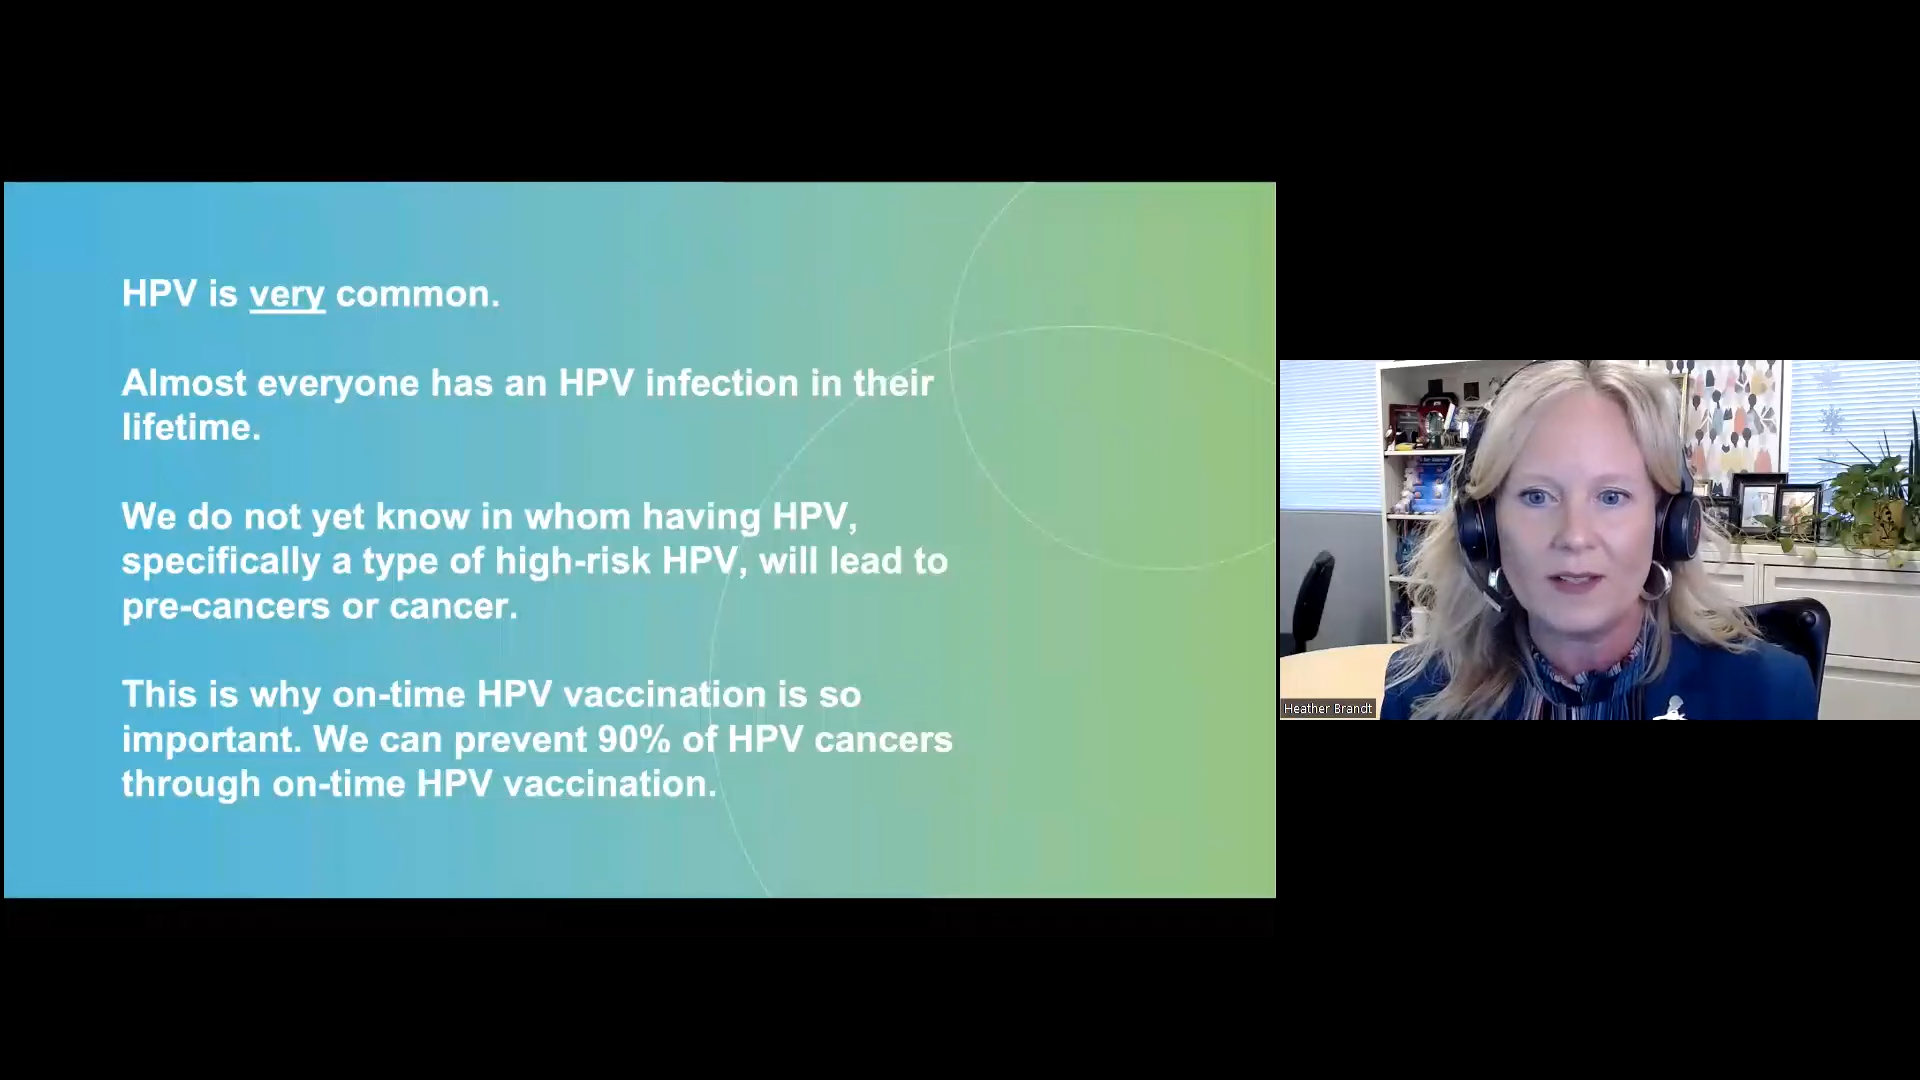 HPV is very common.
Almost everyone has an HPV infection in their
lifetime.
We do not yet know in whom having HPV,
specifically a type of high-risk HPV, will lead to
pre-cancers or cancer.
This is why on-time HPV vaccination is so
important. We can prevent 90% of HPV cancers
through on-time HPV vaccination.
Heather Brandt